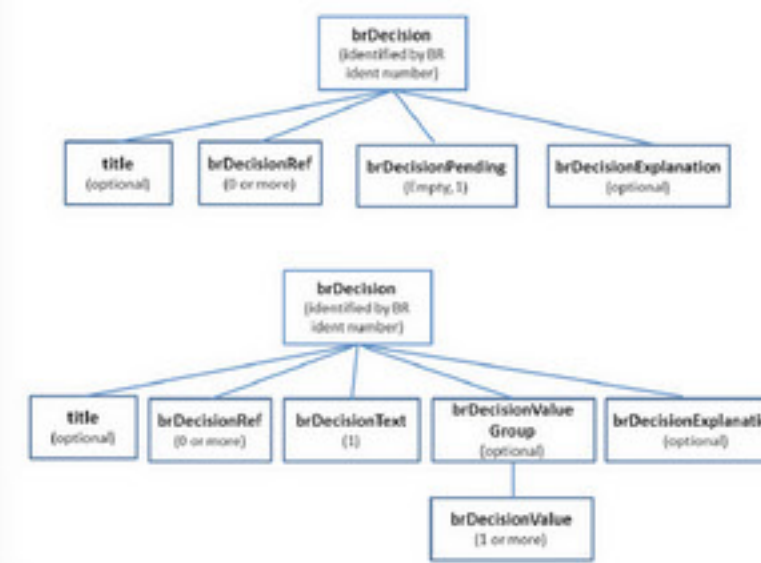 brDecision
(identified by BR
ident number)
title
(optional)
brDecisionRef
(0 or more)
brDecisionPending
(Empty, 1)
brDecisionExplanation
(optional)
brDecision
(identified by BR
ident number)
title
(optional)
brDecisionRef
(0 or more)
brDecisionText
(1)
brDecisionValue
Group
(optional)
brDecisionExplanati
(optional)
brDecisionValue
(1 or more)